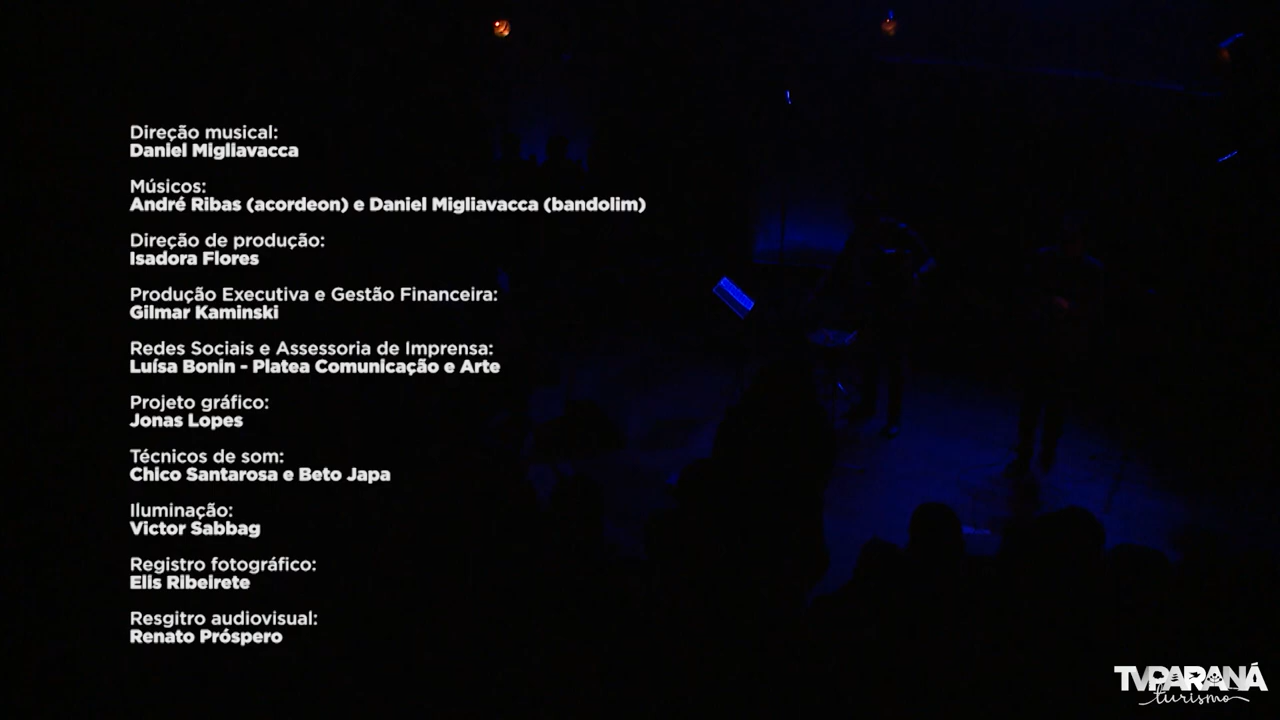 Direção musical:
Daniel Migliavacca
Músicos:
André Ribas (acordeon) e Daniel Migliavacca (bandolim)
Direção de produção:
Isadora Flores
Produção Executiva e Gestão Financeira:
Gilmar Kaminski
Redes Sociais e Assessoria de Imprensa:
Luísa Bonin - Platea Comunicação e Arte
Projeto gráfico:
Jonas Lopes
Técnicos de som:
Chico Santarosa e Beto Japa
Iluminação:
Victor Sabbag
Registro fotográfico:
Elis Ribeirete
Resgitro audiovisual:
Renato Próspero
TVPARANÁ
turismo